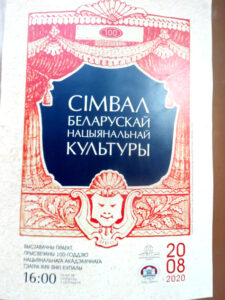 100
СІМВАЛ
БЕЛАРУСКАЙ
НАЦЫЯНАЛЬНАЙ
КУЛЬТУРЫ
ВЫСТАВАЧНЫ ПРАЕКТ,
ПРЫСВЕЧАНЫ 100-ГОДДЗЮ
НАЦЫЯНАЛЬНАГА АКАДЭМІЧНАГА
ТЭАТРА ІМЯ ЯНКІ КУПАЛЫ
16:00
20
08
2020